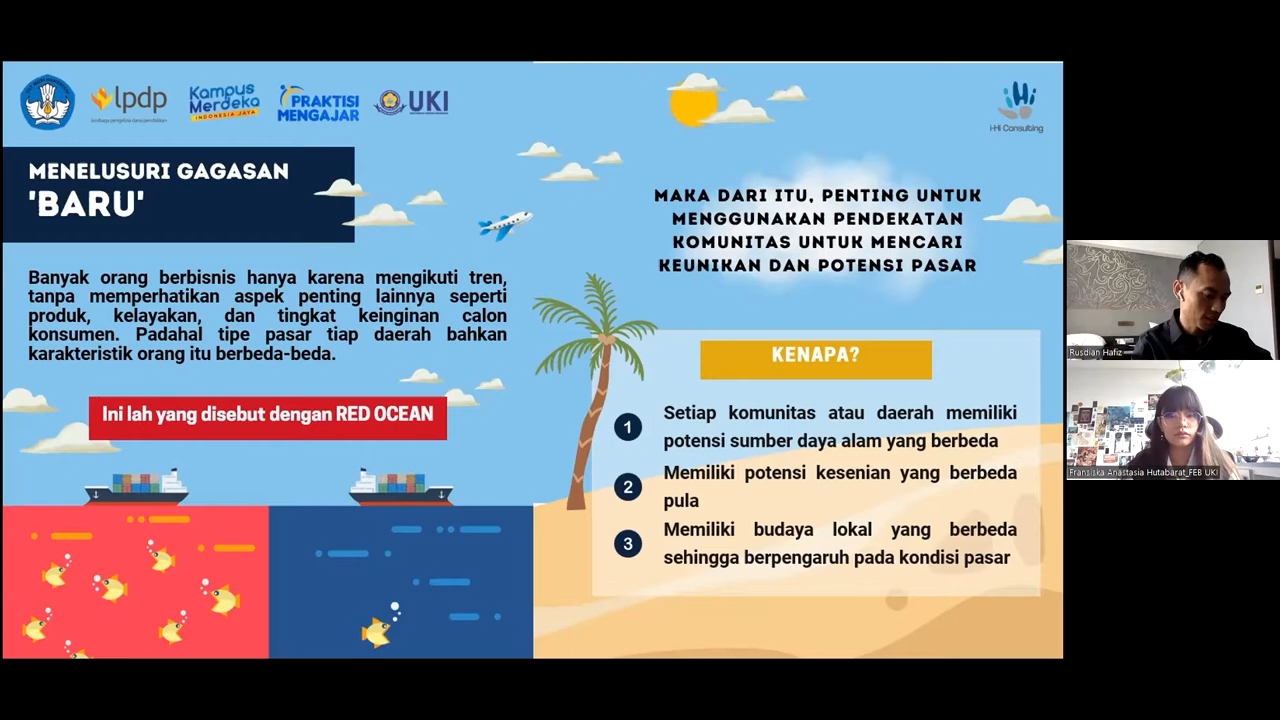 lpdp
lembaga pengelola dana pendidikan
Kampus
Merdeka
INDONESIA JAYA
PRAKTISI
MENGAJAR
UKI
i-Hi Consulting
MENELUSURI GAGASAN
'BARU'
Banyak orang berbisnis hanya karena mengikuti tren,
tanpa memperhatikan aspek penting lainnya seperti
produk, kelayakan, dan tingkat keinginan calon
konsumen. Padahal tipe pasar tiap daerah bahkan
karakteristik orang itu berbeda-beda.
Ini lah yang disebut dengan RED OCEAN
MAKA DARI ITU, PENTING UNTUK
MENGGUNAKAN PENDEKATAN
KOMUNITAS UNTUK MENCARI
KEUNIKAN DAN POTENSI PASAR
KENAPA?
1 Setiap komunitas atau daerah memiliki
potensi sumber daya alam yang berbeda
2 Memiliki potensi kesenian yang berbeda
pula
3 Memiliki budaya lokal yang berbeda
sehingga berpengaruh pada kondisi pasar
Rusdian Hafiz
Fransiska Anastasia Hutabarat_FEB UKI